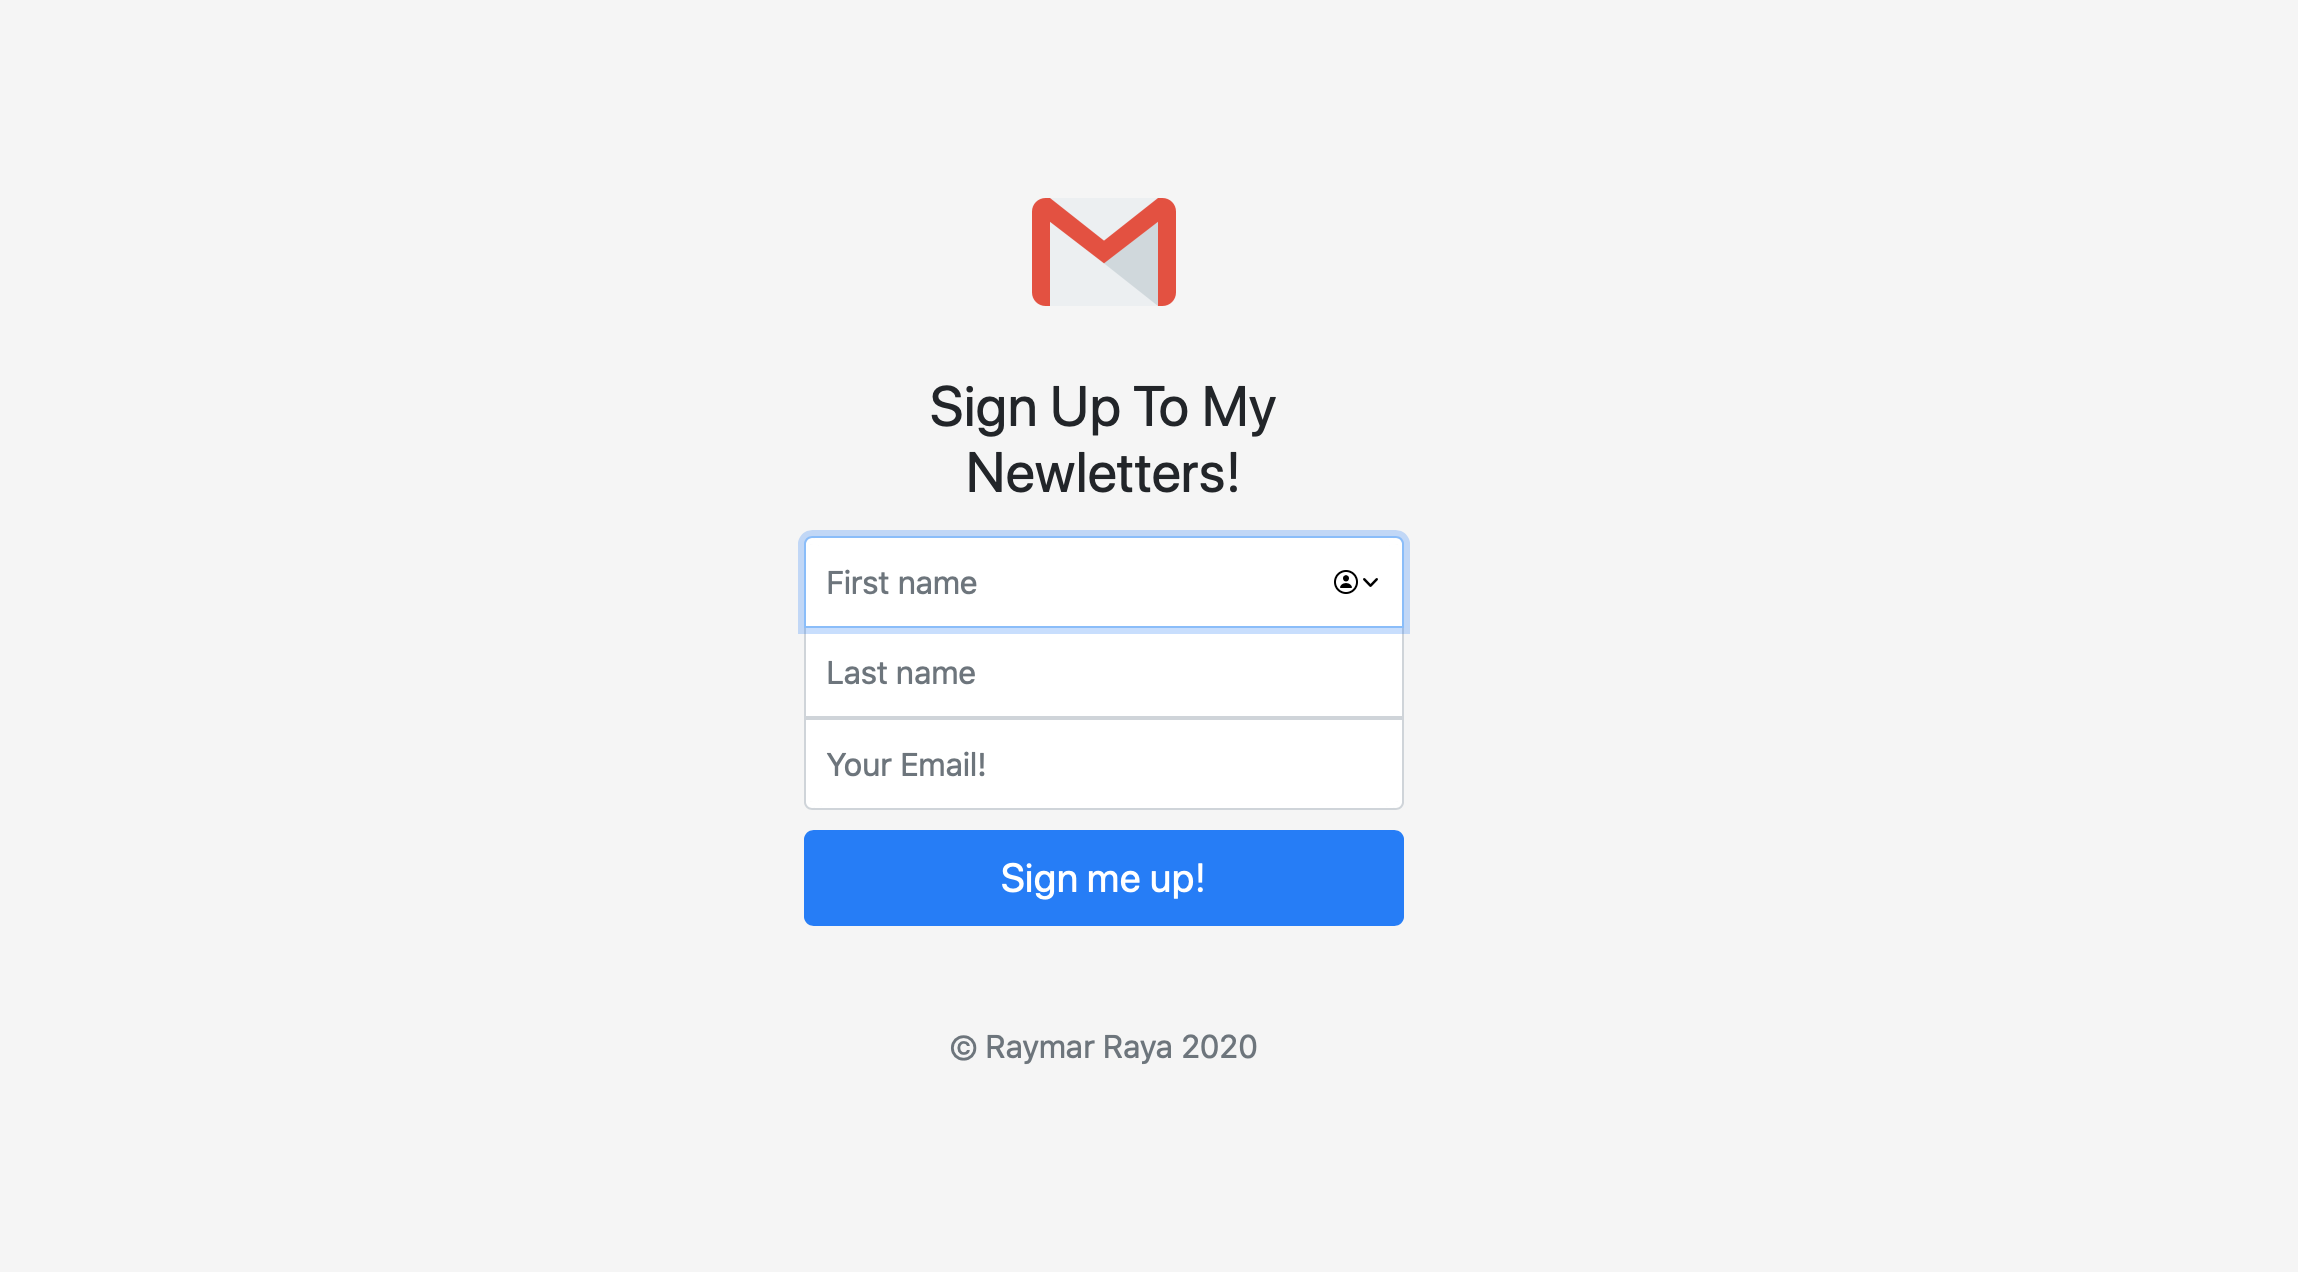 Sign Up To My
Newletters!
First name
Last name
Your Email!
Sign me up!
© Raymar Raya 2020